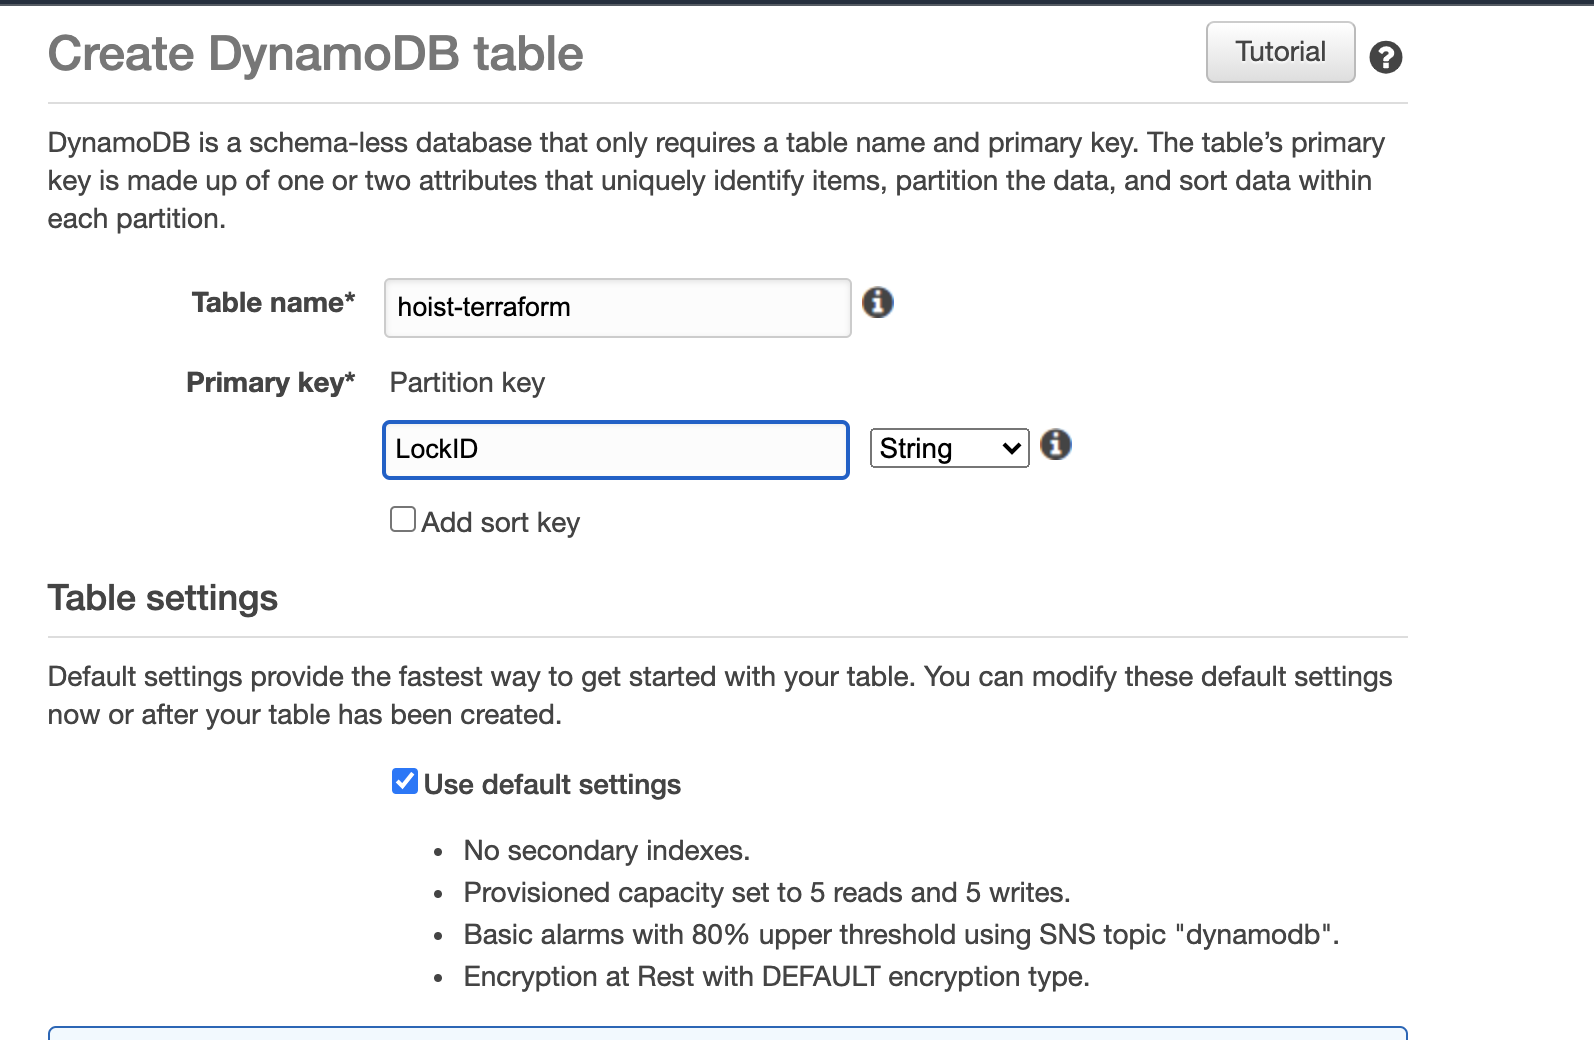 Create DynamoDB table
Tutorial
DynamoDB is a schema-less database that only requires a table name and primary key. The table’s primary
key is made up of one or two attributes that uniquely identify items, partition the data, and sort data within
each partition.
Table name* hoist-terraform
Primary key* Partition key
LockID String
Add sort key
Table settings
Default settings provide the fastest way to get started with your table. You can modify these default settings
now or after your table has been created.
Use default settings
• No secondary indexes.
• Provisioned capacity set to 5 reads and 5 writes.
• Basic alarms with 80% upper threshold using SNS topic "dynamodb".
• Encryption at Rest with DEFAULT encryption type.